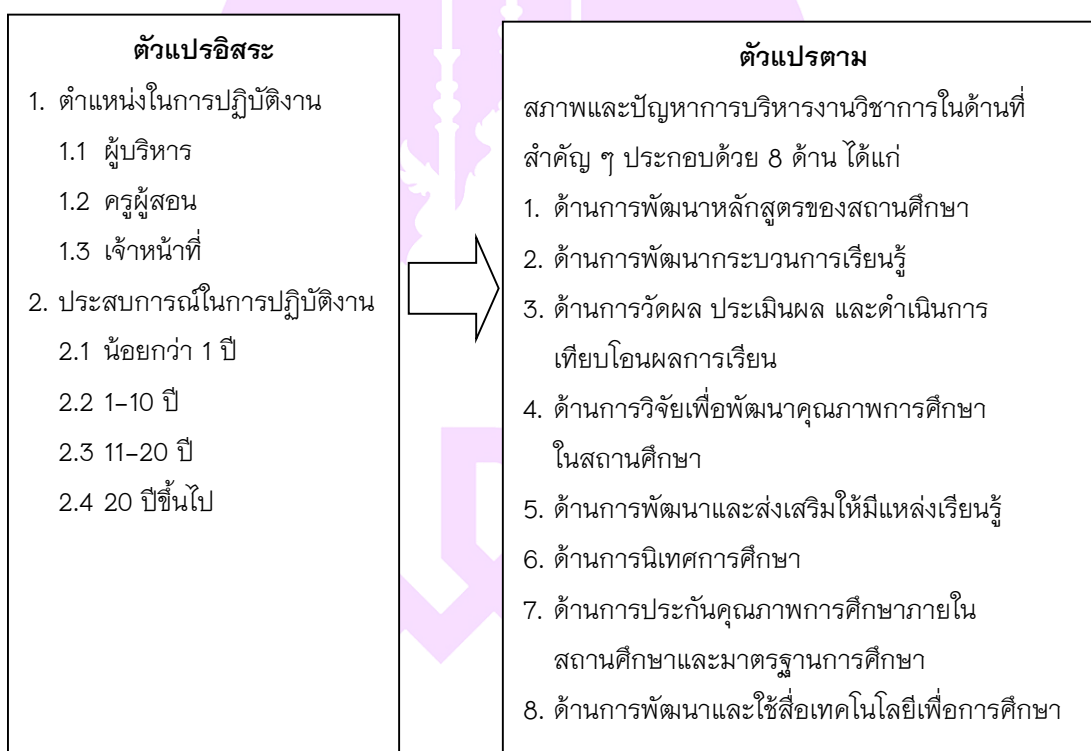 ตัวแปรอิสระ
1. ตำแหน่งในการปฏิบัติงาน
1.1 ผู้บริหาร
1.2 ครูผู้สอน
1.3 เจ้าหน้าที่
2. ประสบการณ์ในการปฏิบัติงาน
2.1 น้อยกว่า 1 ปี
2.2 1–10 ปี
2.3 11–20 ปี
2.4 20 ปีขึ้นไป
ตัวแปรตาม
สภาพและปัญหาการบริหารงานวิชาการในด้านที่
สำคัญ ๆ ประกอบด้วย 8 ด้าน ได้แก่
1. ด้านการพัฒนาหลักสูตรของสถานศึกษา
2. ด้านการพัฒนากระบวนการเรียนรู้
3. ด้านการวัดผล ประเมินผล และดำเนินการ
เทียบโอนผลการเรียน
4. ด้านการวิจัยเพื่อพัฒนาคุณภาพการศึกษา
ในสถานศึกษา
5. ด้านการพัฒนาและส่งเสริมให้มีแหล่งเรียนรู้
6. ด้านการนิเทศการศึกษา
7. ด้านการประกันคุณภาพการศึกษาภายใน
สถานศึกษาและมาตรฐานการศึกษา
8. ด้านการพัฒนาและใช้สื่อเทคโนโลยีเพื่อการศึกษา